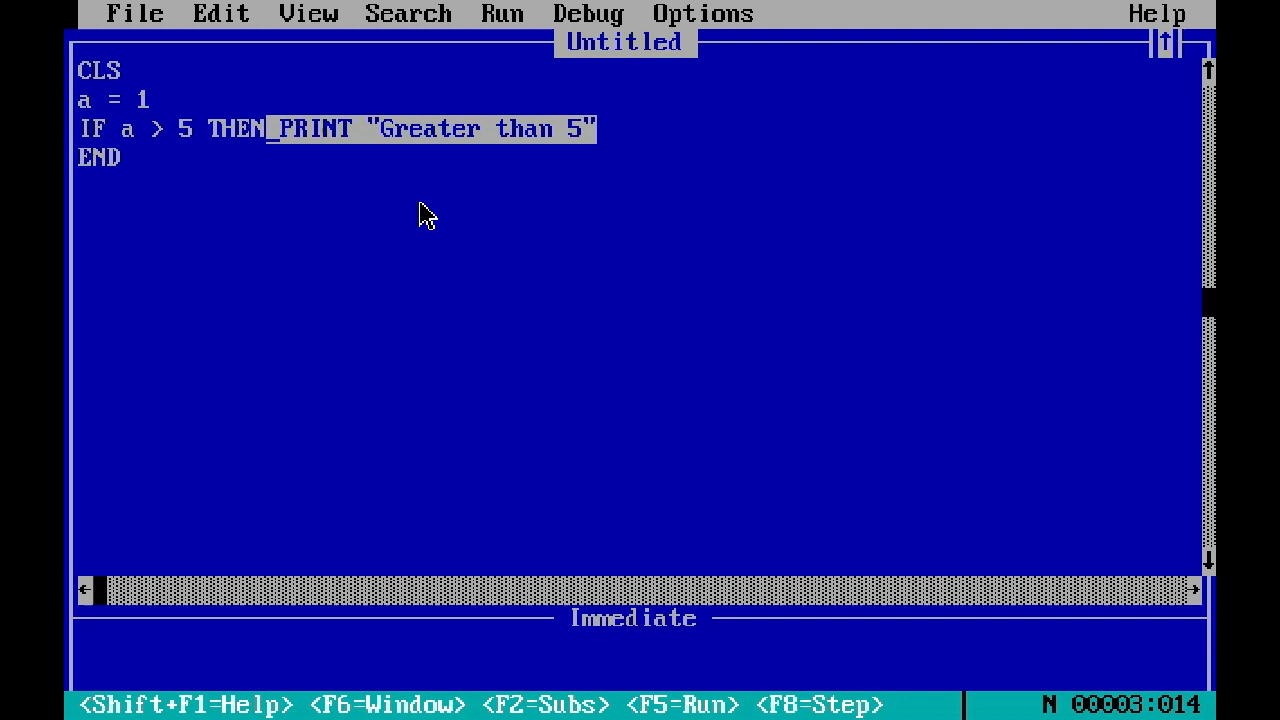 File Edit View Search Run Debug Options Help
Untitled
CLS
a = 1
IF a > 5 THEN PRINT "Greater than 5"
END
Immediate
<Shift+F1=Help> <F6=Window> <F2=Subs> <F5=Run> <F8=Step> N 00003:014